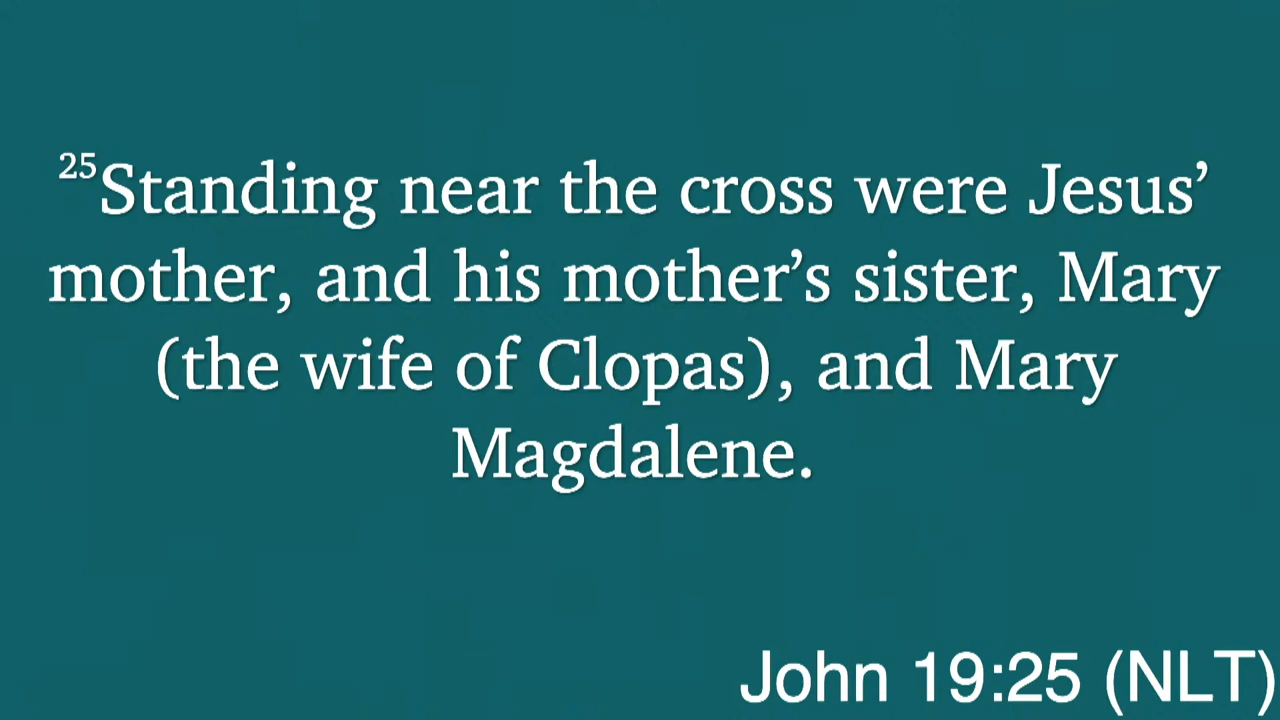 25Standing near the cross were Jesus’
mother, and his mother’s sister, Mary
(the wife of Clopas), and Mary
Magdalene.
John 19:25 (NLT)